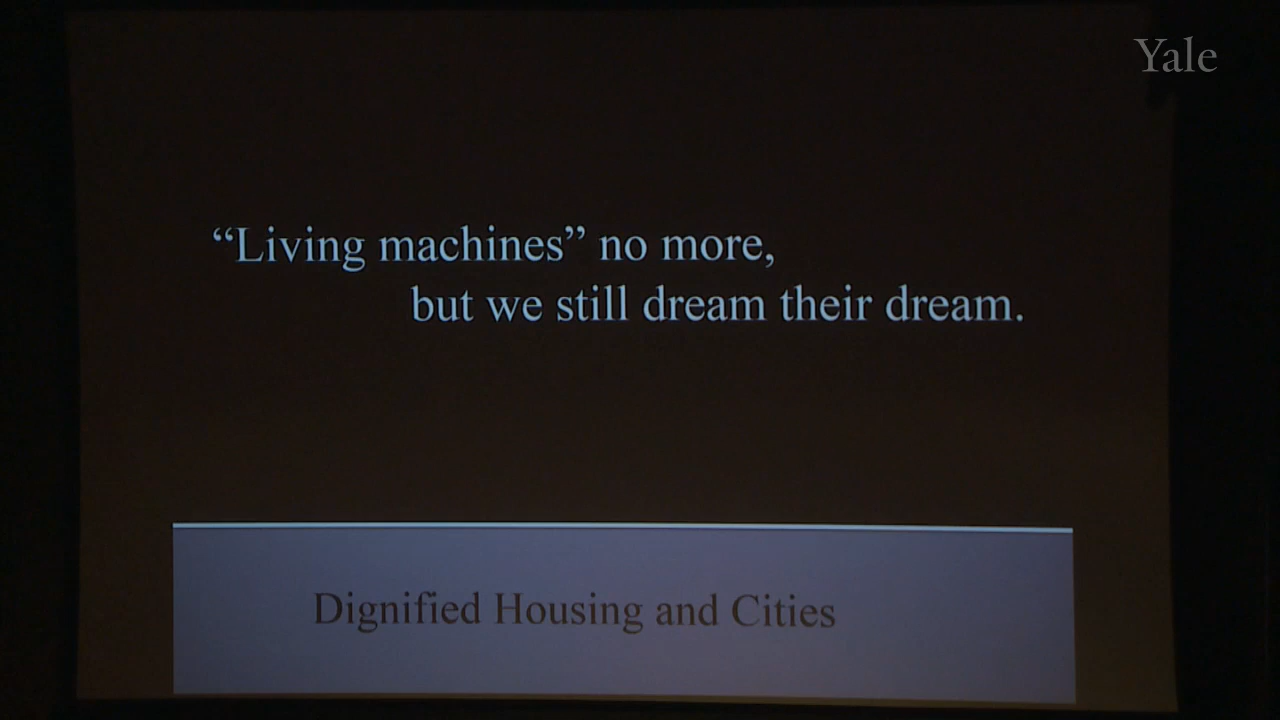 Yale
“Living machines” no more,
but we still dream their dream.
Dignified Housing and Cities